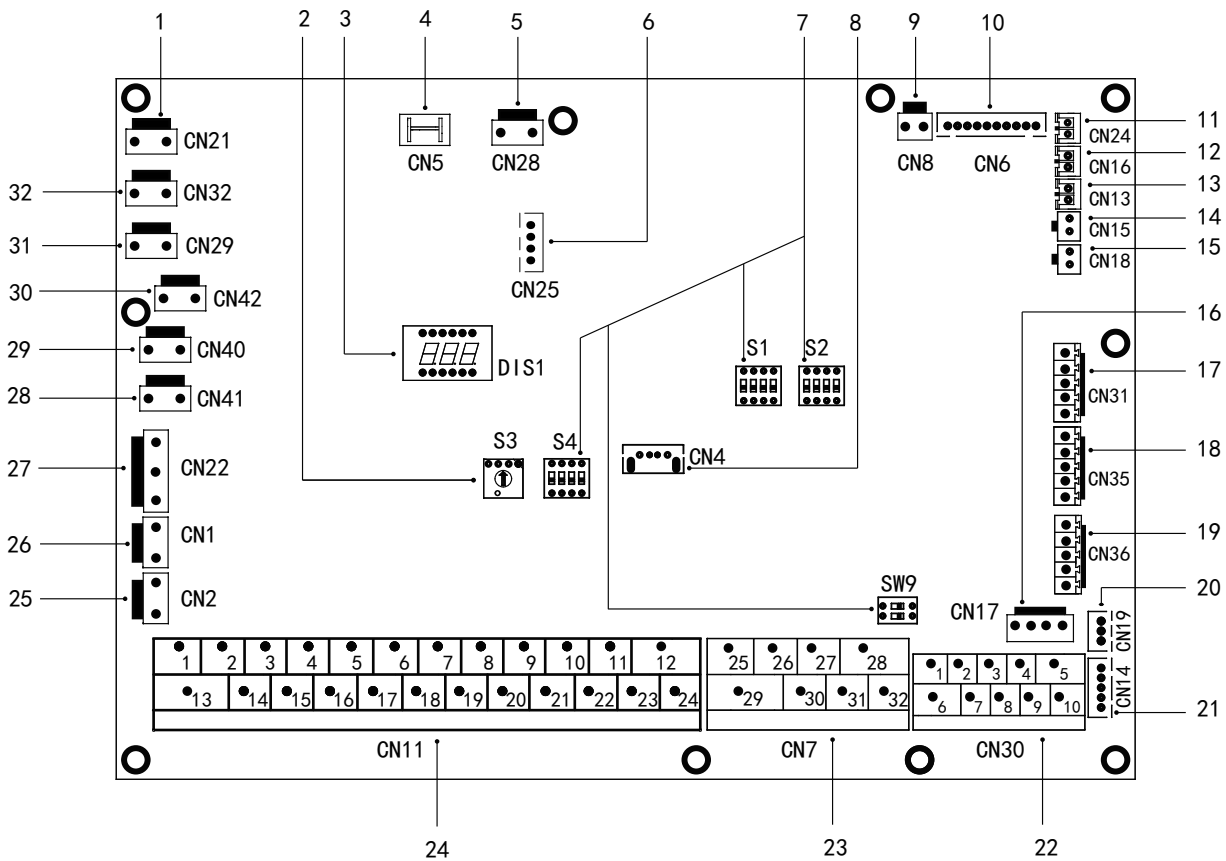 1 2 3 4 5 6 7 8 9 10
CN21
CN5
CN28
CN8
CN6
11
CN24
12
CN16
13
CN13
14
CN15
15
CN18
32
CN32
31
CN29
CN25
30
CN42
16
29
CN40
DIS1
S1
S2
17
CN31
28
CN41
27
CN22
S3
S4
CN4
18
CN35
26
CN1
19
CN36
25
CN2
SW9
CN17
20
CN19
1 2 3 4 5 6 7 8 9 10 11 12
25 26 27 28
1 2 3 4 5
13 14 15 16 17 18 19 20 21 22 23 24
29 30 31 32
6 7 8 9 10
CN14
21
CN11
CN7
CN30
24
23
22